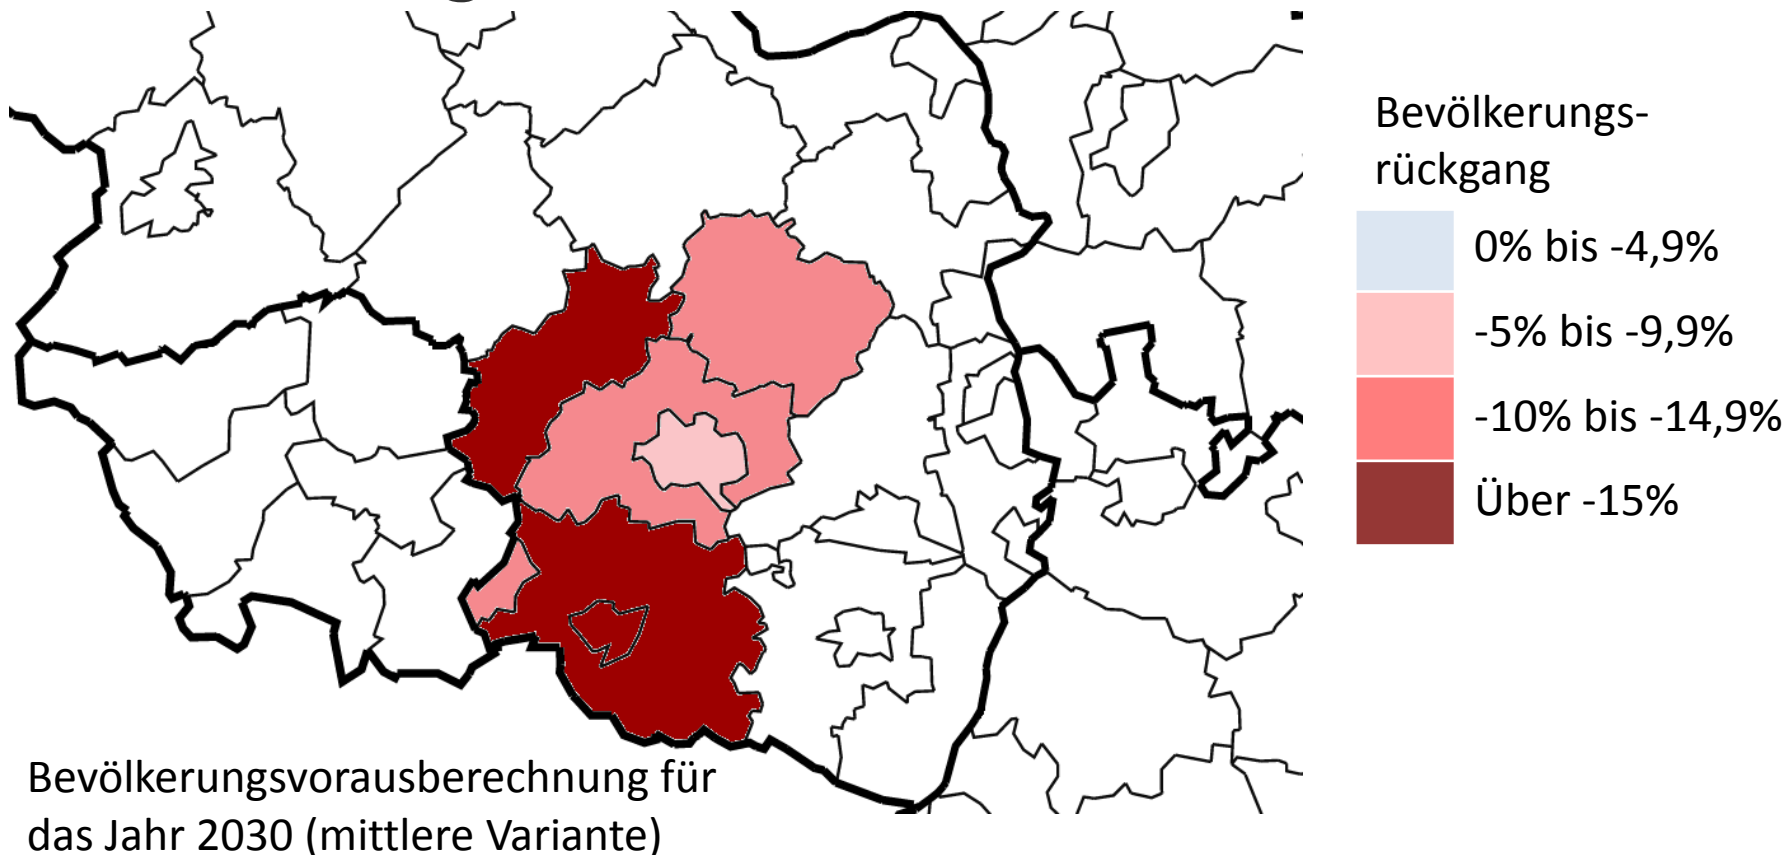 Bevölkerungs-
rückgang
0% bis -4,9%
-5% bis -9,9%
-10% bis -14,9%
Über -15%
Bevölkerungsvorausberechnung für
das Jahr 2030 (mittlere Variante)